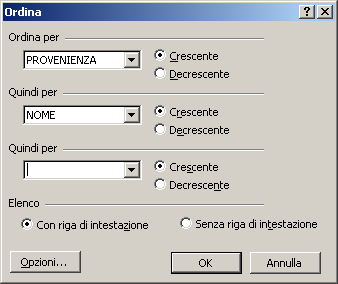 Ordina
Ordina per
PROVENIENZA
Crescente
Decrescente
Quindi per
NOME
Crescente
Decrescente
Quindi per
Crescente
Decrescente
Elenco
Con riga di intestazione
Senza riga di intestazione
Opzioni...
OK
Annulla